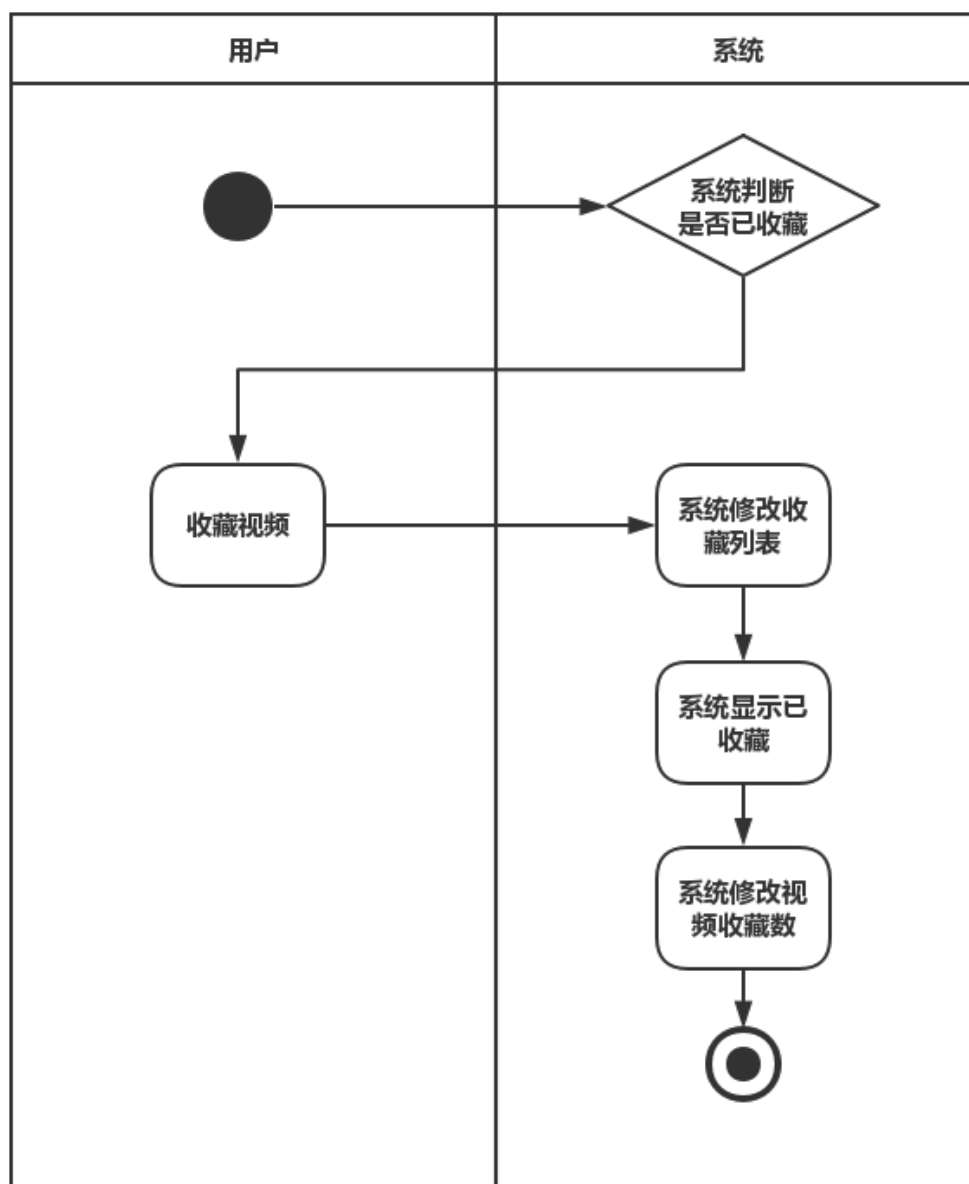 用户
系统
系统判断
是否已收藏
收藏视频
系统修改收
藏列表
系统显示已
收藏
系统修改视
频收藏数